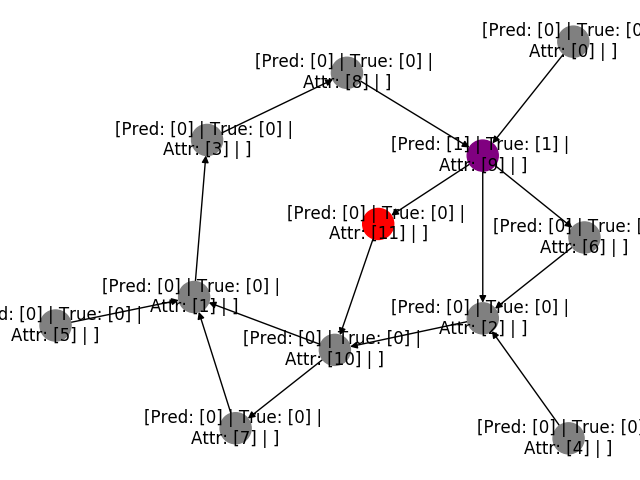 [Pred: [0] | True: [0
Attr: [0] | ]
[Pred: [0] | True: [0] |
Attr: [8] | ]
[Pred: [0] | True: [0] |
Attr: [3] | ]
[Pred: [1] | True: [1] |
Attr: [9] | ]
[Pred: [0] | True: [0] |
Attr: [11] | ]
[Pred: [0] | True: [
Attr: [6] | ]
[Pred: [0] | True: [0] |
Attr: [1] | ]
d: [0] | True: [0] |
Attr: [5] | ]
[Pred: [0] | True: [0] |
Attr: [2] | ]
[Pred: [0] | True: [0] |
Attr: [10] | ]
[Pred: [0] | True: [0] |
Attr: [7] | ]
[Pred: [0] | True: [0]
Attr: [4] | ]